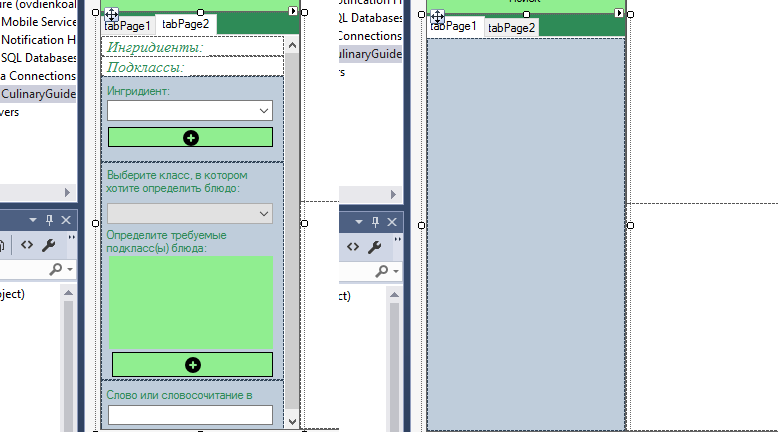 ure (ovdienkoal
Mobile Service
Notification H
SQL Databases
a Connections
CulinaryGuide
vers
ject)
tabPage1
tabPage2
Ингридиенты:
Подклассы:
Ингридиент:
Выберите класс, в котором
хотите определить блюдо:
Определите требуемые
подкласс(ы) блюда:
Слово или словосочитание в
otification H
QL Databases
Connections
ulinaryGuide
rs
ct)
tabPage1
tabPage2